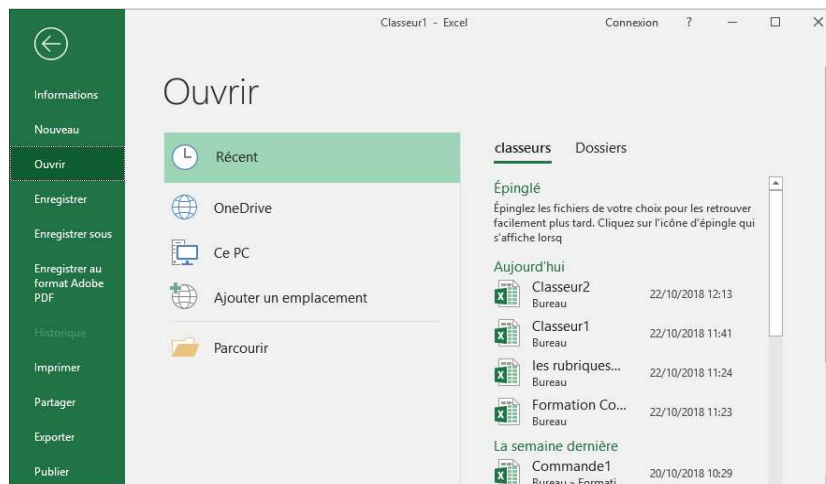 Classeur1 - Excel
Connexion ?
Informations
Nouveau
Ouvrir
Enregistrer
Enregistrer sous
Enregistrer au
format Adobe
PDF
Historique
Imprimer
Partager
Exporter
Publier
Ouvrir
Récent
OneDrive
Ce PC
Ajouter un emplacement
Parcourir
classeurs Dossiers
Épinglé
Épinglez les fichiers de votre choix pour les retrouver
facilement plus tard. Cliquez sur l'icône d'épingle qui
s'affiche lorsq
Aujourd'hui
Classeur2
Bureau
22/10/2018 12:13
Classeur1
Bureau
22/10/2018 11:41
les rubriques...
Bureau
22/10/2018 11:24
Formation Co...
Bureau
22/10/2018 11:23
La semaine dernière
Commande1
Bureau » Formati...
20/10/2018 10:29